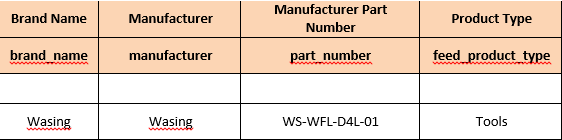 Brand Name Manufacturer Manufacturer Part Number Product Type
brand_name manufacturer part_number feed_product_type
Wasing Wasing WS-WFL-D4L-01 Tools